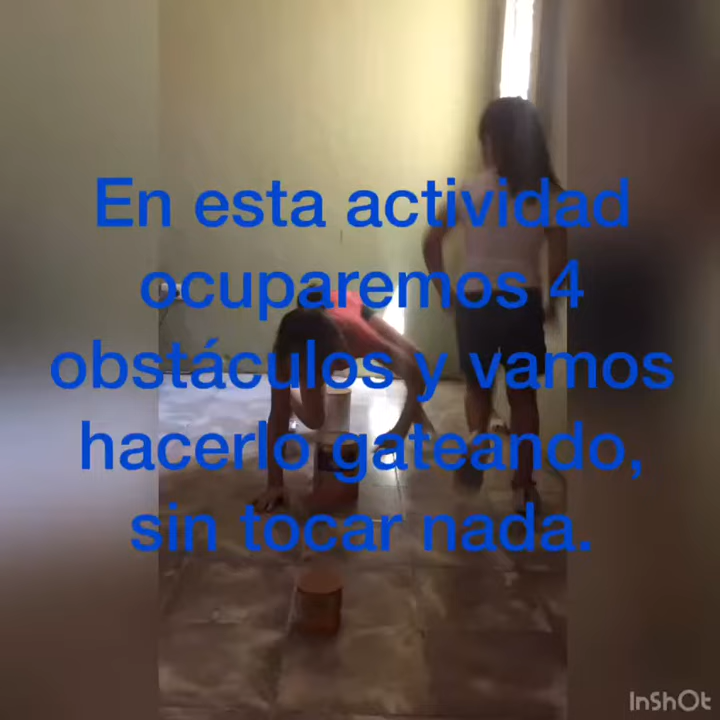 En esta actividad
ocuparemos 4
obstáculos y vamos
hacerlo gateando,
sin tocar nada.
InShOt